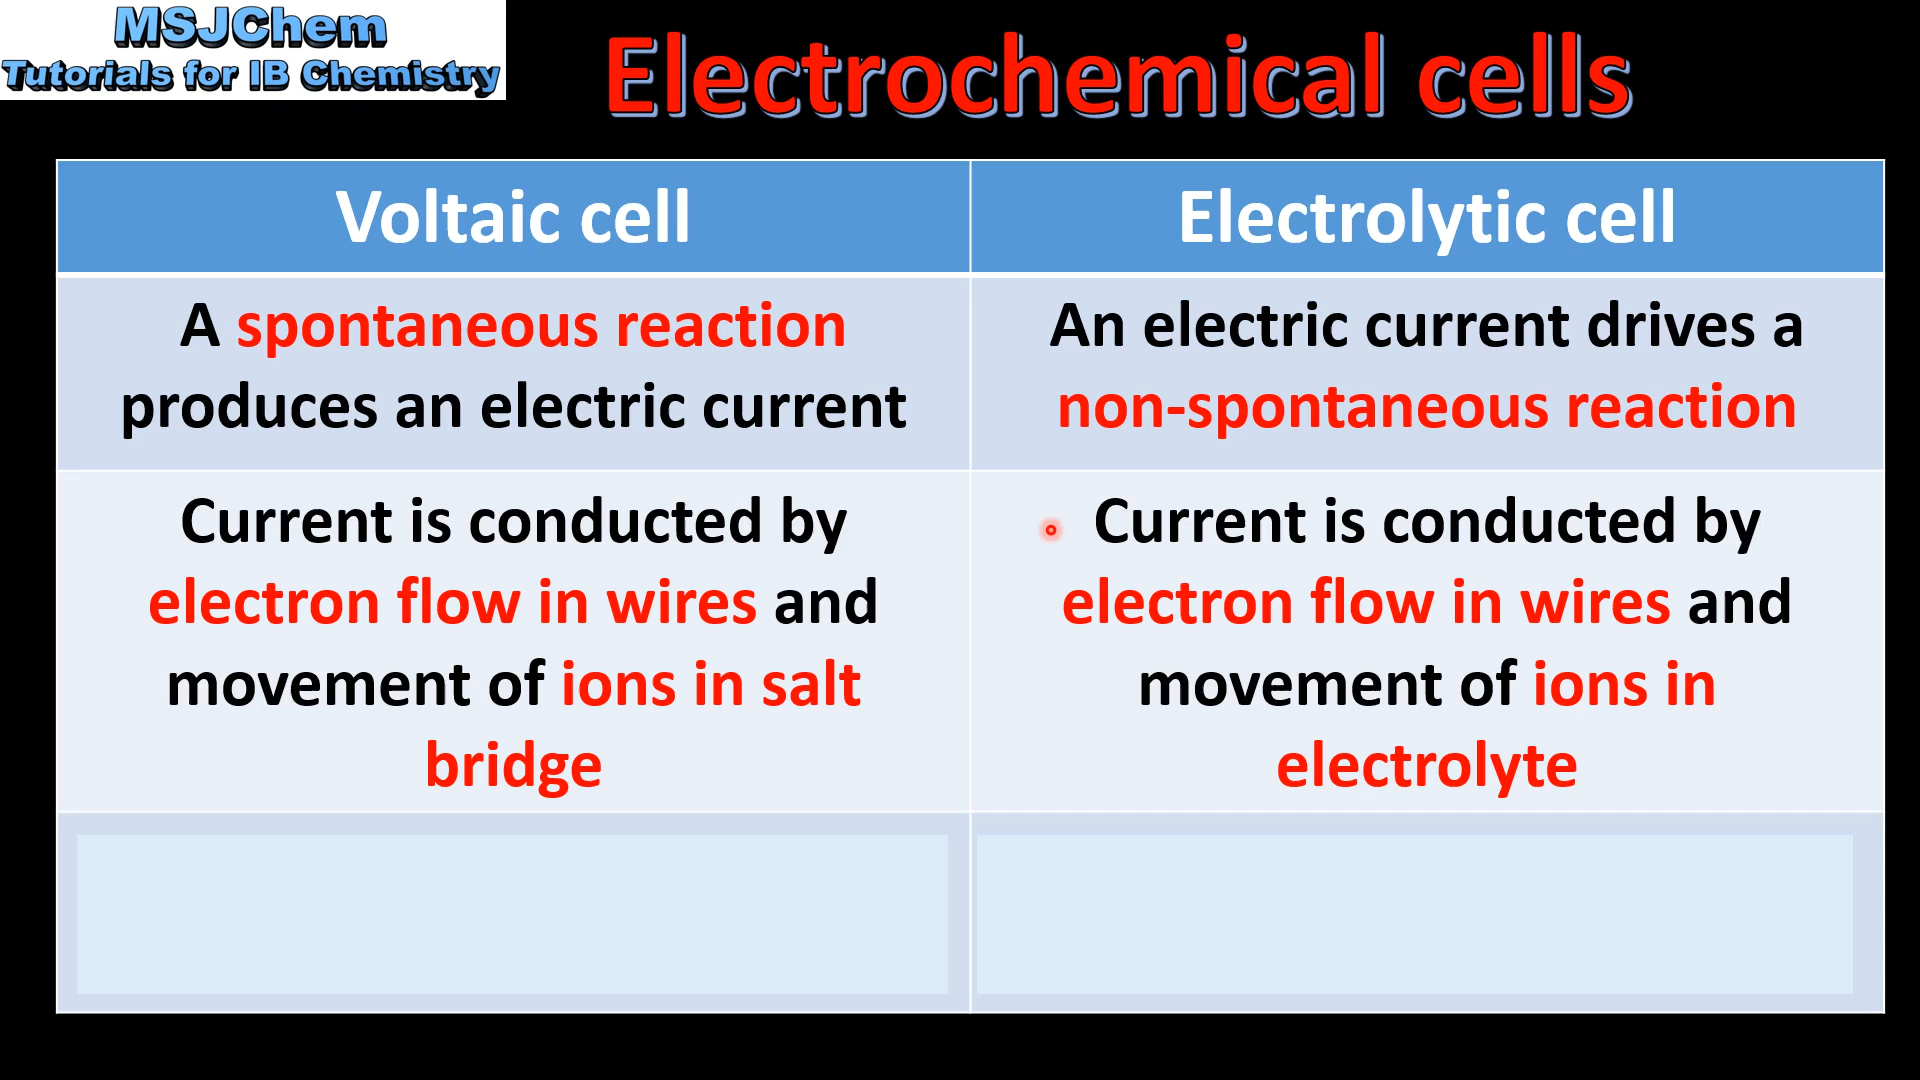 MSJChem
Tutorials for IB Chemistry
Electrochemical cells
Voltaic cell
Electrolytic cell
A spontaneous reaction
produces an electric current
An electric current drives a
non-spontaneous reaction
Current is conducted by
electron flow in wires and
movement of ions in salt
bridge
Current is conducted by
electron flow in wires and
movement of ions in
electrolyte